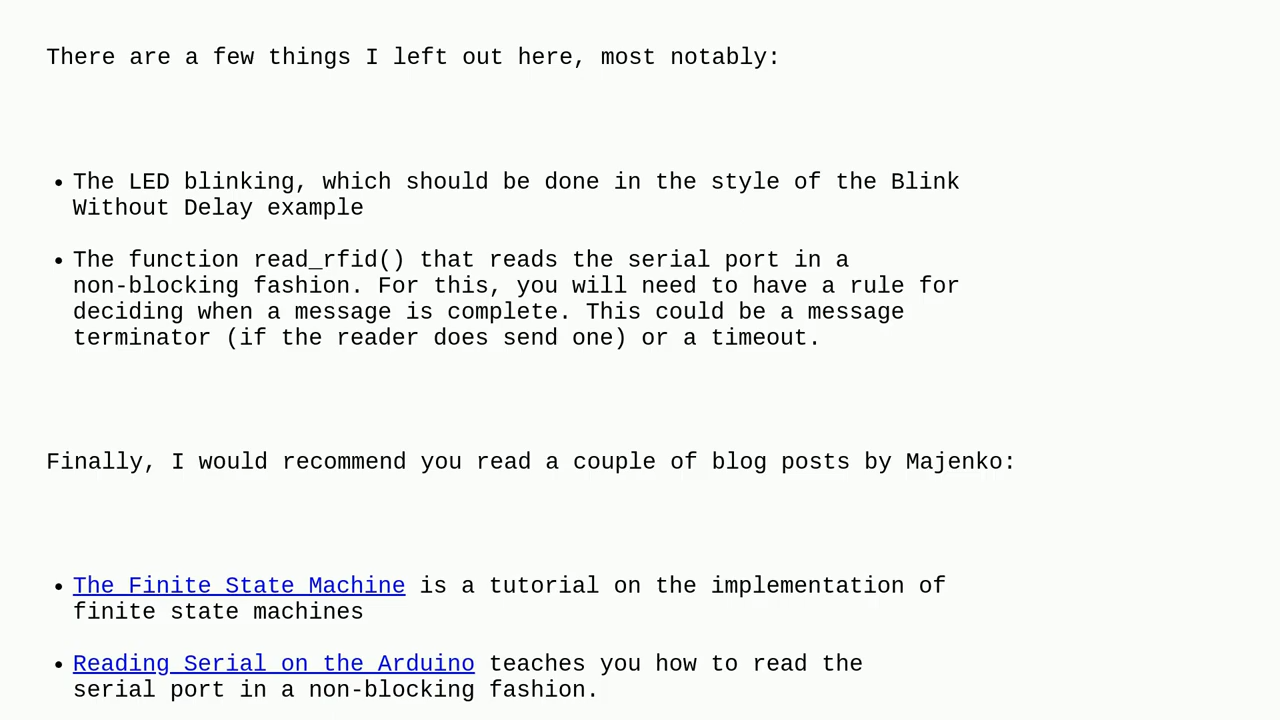 There are a few things I left out here, most notably:
• The LED blinking, which should be done in the style of the Blink
Without Delay example
• The function read_rfid() that reads the serial port in a
non-blocking fashion. For this, you will need to have a rule for
deciding when a message is complete. This could be a message
terminator (if the reader does send one) or a timeout.
Finally, I would recommend you read a couple of blog posts by Majenko:
• The Finite State Machine is a tutorial on the implementation of
finite state machines
• Reading Serial on the Arduino teaches you how to read the
serial port in a non-blocking fashion.